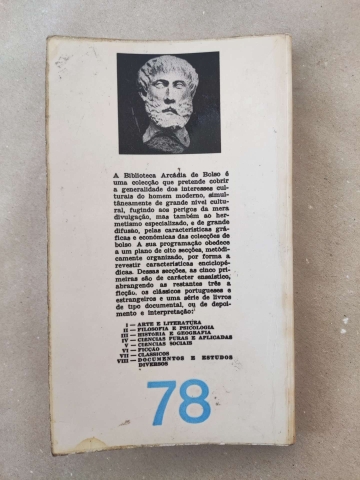 A Biblioteca Arcádia de Bolso é
uma colecção que pretende cobrir
a generalidade dos interesses cul-
turais do homem moderno, simul-
tâneamente de grande nível cultu-
ral, fugindo aos perigos da mera
divulgação, mas também ao her-
metismo especializado, e de grande
difusão, pelas características grá-
ficas e económicas das colecções de
bolso A sua programação obedece
a um plano de oito secções, metòdi-
camente organizado, por forma a
revestir características enciclopé-
dicas. Dessas secções, as cinco pri-
meiras são de carácter ensaístico,
abrangendo as restantes três a
ficção, os clássicos portugueses e
estrangeiros e uma série de livros
de tipo documental, ou de depoi-
mento e interpretação:
I — ARTE E LITERATURA
II — FILOSOFIA E PSICOLOGIA
III — HISTÓRIA E GEOGRAFIA
IV — CIÊNCIAS PURAS E APLICADAS
V — CIÊNCIAS SOCIAIS
VI — FICÇÃO
VII — CLÁSSICOS
VIII — DOCUMENTOS E ESTUDOS
DIVERSOS
78